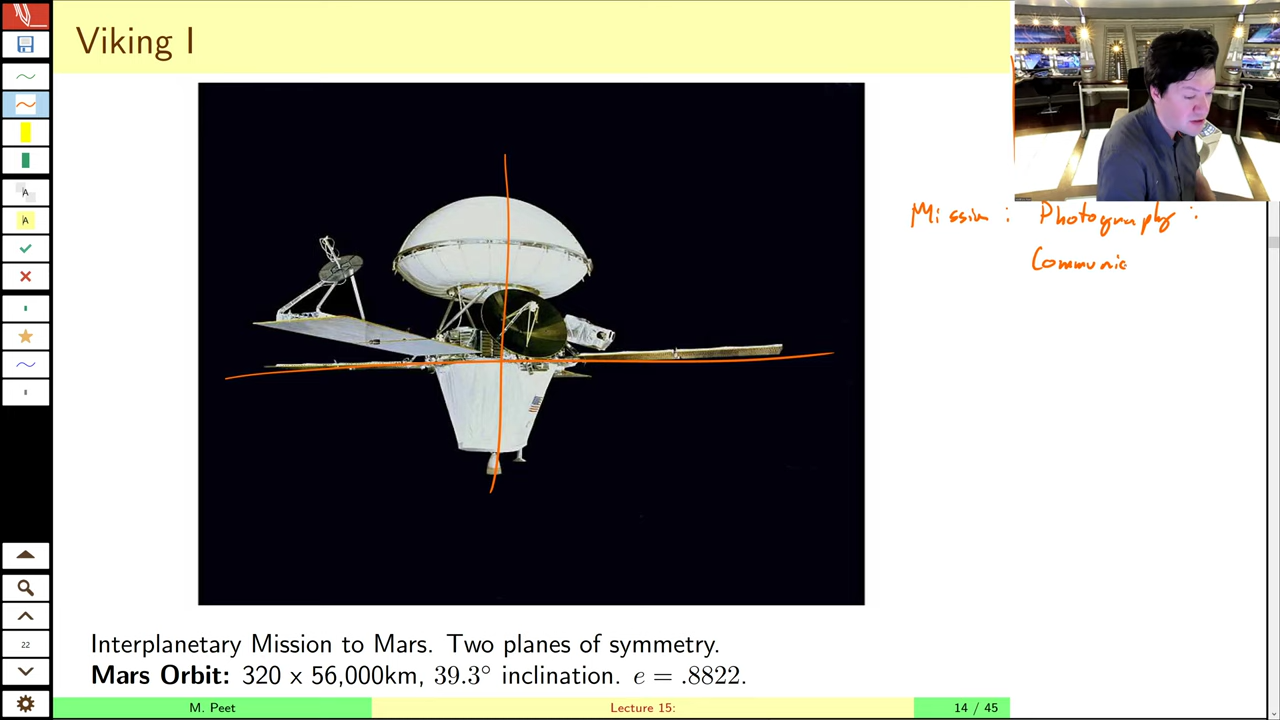 Viking I
Mission : Photography :
Communic
A
A
22
Interplanetary Mission to Mars. Two planes of symmetry.
Mars Orbit: 320 x 56,000km, 39.3° inclination. e = .8822.
M. Peet
Lecture 15:
14 / 45